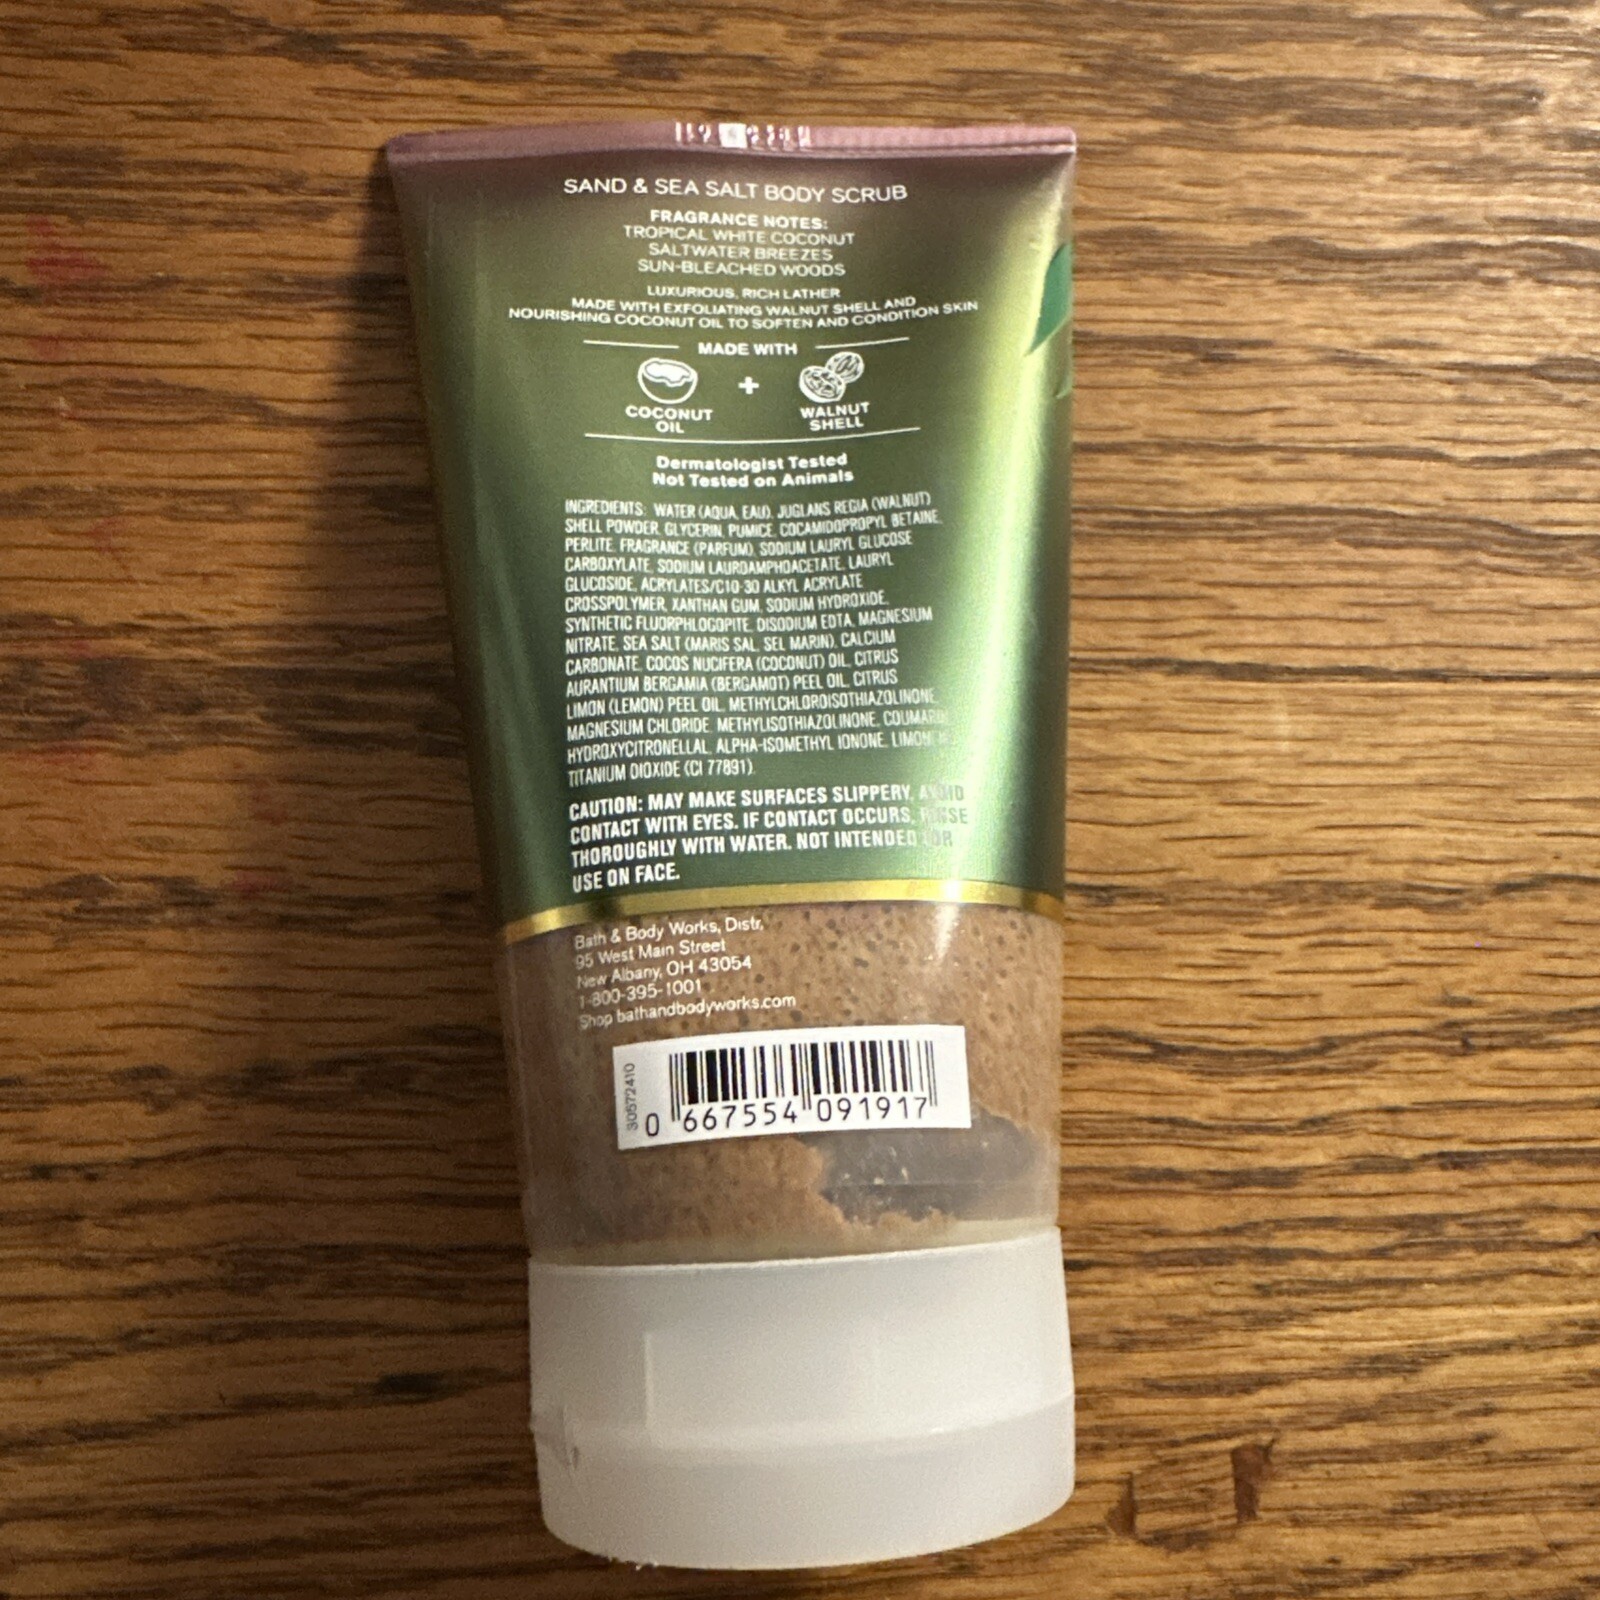 SAND & SEA SALT BODY SCRUB
FRAGRANCE NOTES:
TROPICAL WHITE COCONUT
SALTWATER BREEZES
SUN-BLEACHED WOODS
LUXURIOUS, RICH LATHER
MADE WITH EXFOLIATING WALNUT SHELL AND
NOURISHING COCONUT OIL TO SOFTEN AND CONDITION SKIN
MADE WITH
COCONUT OIL
+
WALNUT SHELL
Dermatologist Tested
Not Tested on Animals
INGREDIENTS: WATER (AQUA, EAU), JUGLANS REGIA (WALNUT)
SHELL POWDER, GLYCERIN, PUMICE, COCAMIDOPROPYL BETAINE,
PERLITE, FRAGRANCE (PARFUM), SODIUM LAURYL GLUCOSE
CARBOXYLATE, SODIUM LAUROAMPHOACETATE, LAURYL
GLUCOSIDE, ACRYLATES/C10-30 ALKYL ACRYLATE
CROSSPOLYMER, XANTHAN GUM, SODIUM HYDROXIDE,
SYNTHETIC FLUORPHLOGOPITE, DISODIUM EDTA, MAGNESIUM
NITRATE, SEA SALT (MARIS SAL, SEL MARIN), CALCIUM
CARBONATE, COCOS NUCIFERA (COCONUT) OIL, CITRUS
AURANTIUM BERGAMIA (BERGAMOT) PEEL OIL, CITRUS
LIMON (LEMON) PEEL OIL, METHYLCHLOROISOTHIAZOLINONE,
MAGNESIUM CHLORIDE, METHYLISOTHIAZOLINONE, COUMARIN,
HYDROXYCITRONELLAL, ALPHA-ISOMETHYL IONONE, LIMONENE,
TITANIUM DIOXIDE (CI 77891).
CAUTION: MAY MAKE SURFACES SLIPPERY, AVOID
CONTACT WITH EYES. IF CONTACT OCCURS, RINSE
THOROUGHLY WITH WATER. NOT INTENDED FOR
USE ON FACE.
Bath & Body Works, Distr,
95 West Main Street
New Albany, OH 43054
1-800-395-1001
Shop bathandbodyworks.com
30572410
0 667554 091917